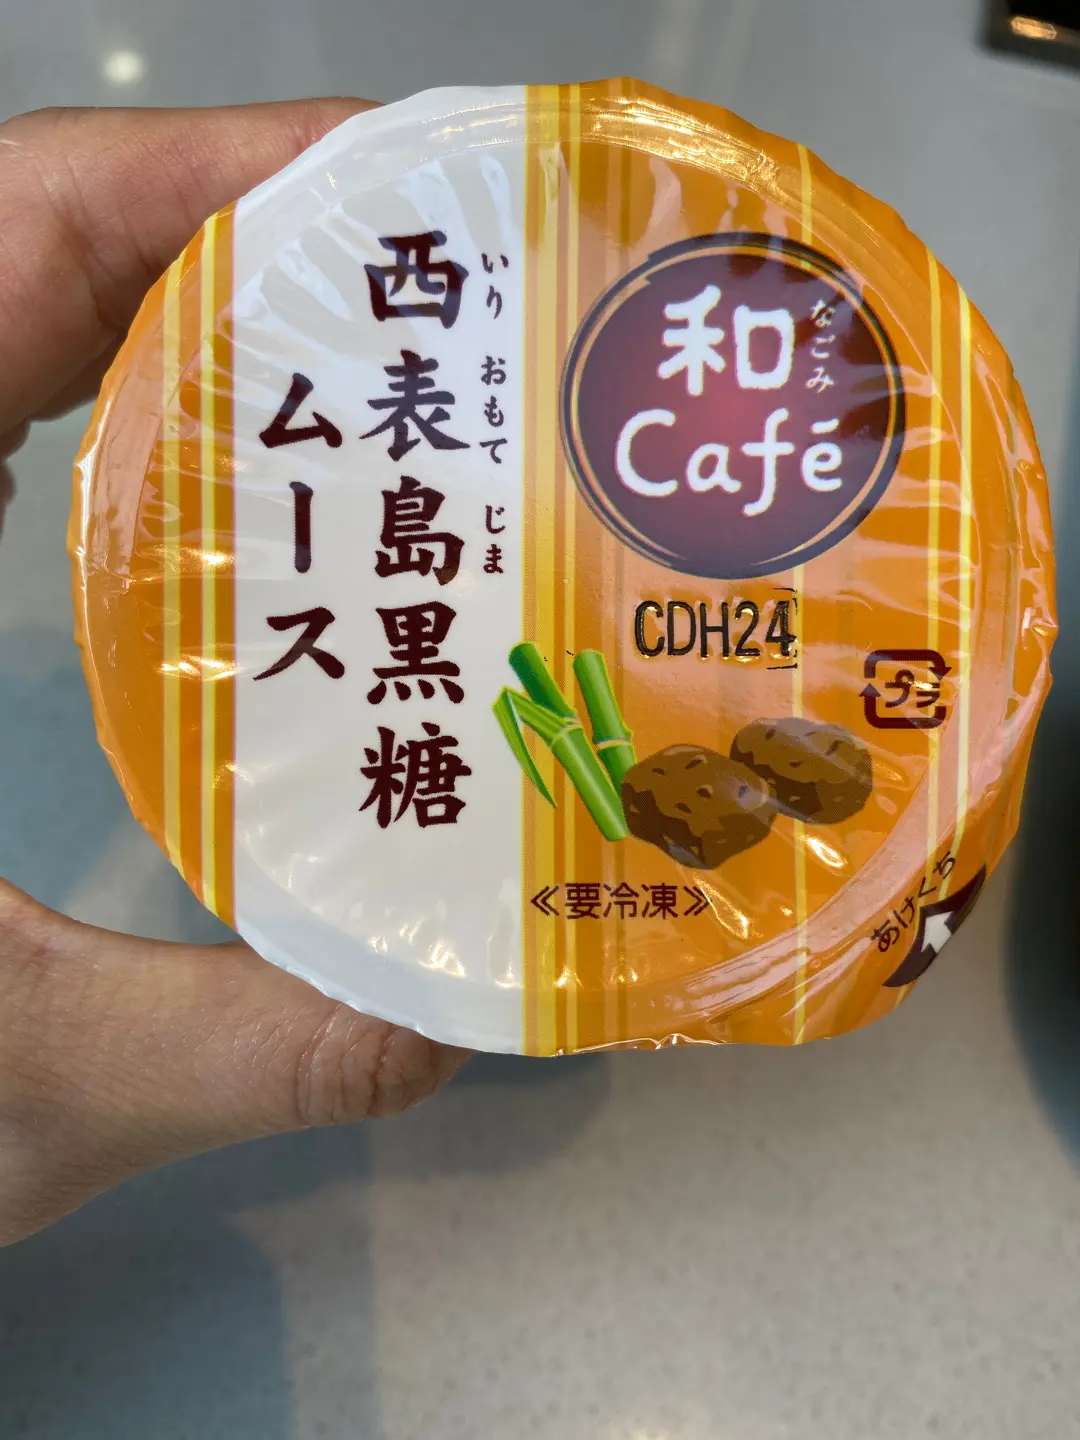 西表島黒糖
いり おもて じま
ムース
和
なごみ
Café
CDH24
プラ
≪要冷凍≫
あけくち